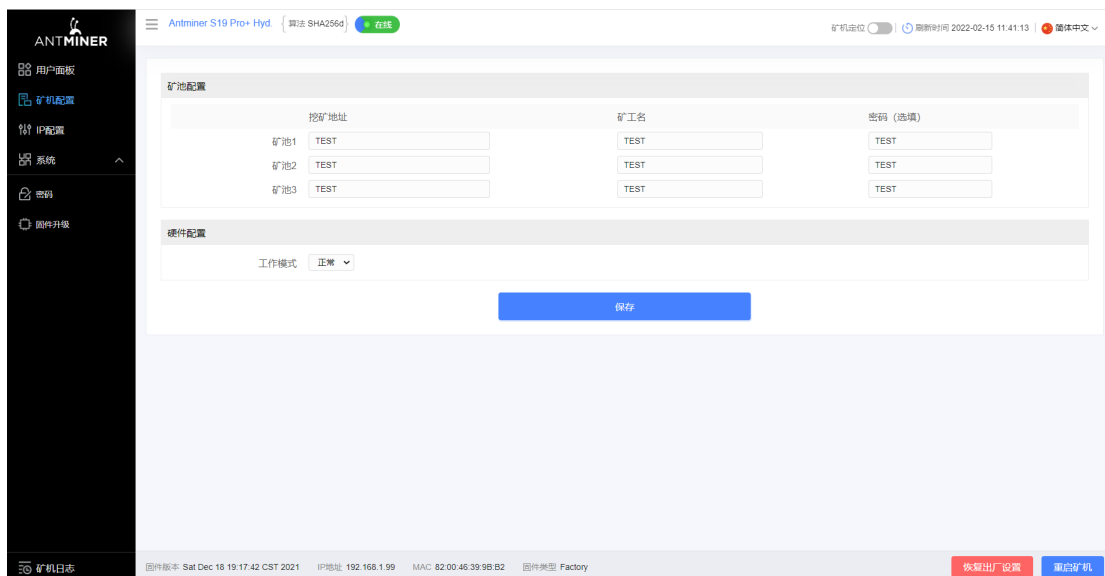 ANTMINER
Antminer S19 Pro+ Hyd. 算法 SHA256d 在线
矿机定位 刷新时间 2022-02-15 11:41:13 简体中文
用户面板
矿机配置
IP配置
系统
密码
固件升级
矿池配置
挖矿地址 矿工名 密码 (选填)
矿池1 TEST TEST TEST
矿池2 TEST TEST TEST
矿池3 TEST TEST TEST
硬件配置
工作模式 正常
保存
矿机日志
固件版本 Sat Dec 18 19:17:42 CST 2021 IP地址 192.168.1.99 MAC 82:00:46:39:9B:B2 固件类型 Factory
恢复出厂设置 重启矿机